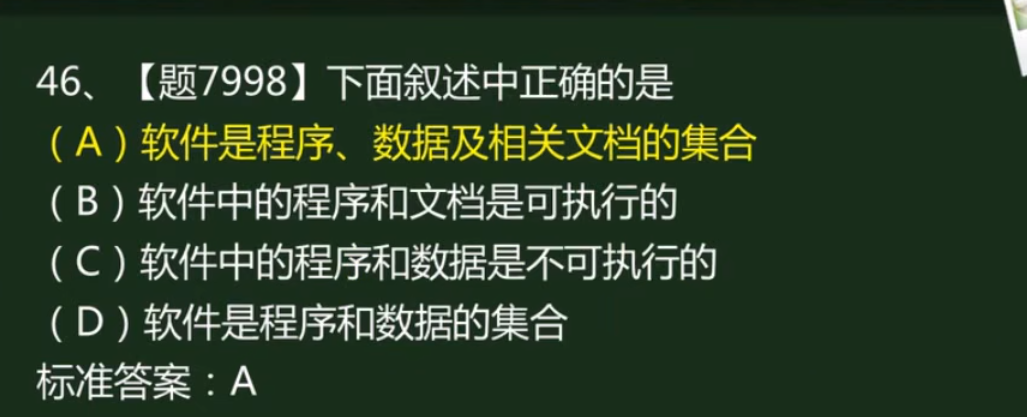 46、【题7998】下面叙述中正确的是
（A）软件是程序、数据及相关文档的集合
（B）软件中的程序和文档是可执行的
（C）软件中的程序和数据是不可执行的
（D）软件是程序和数据的集合
标准答案：A